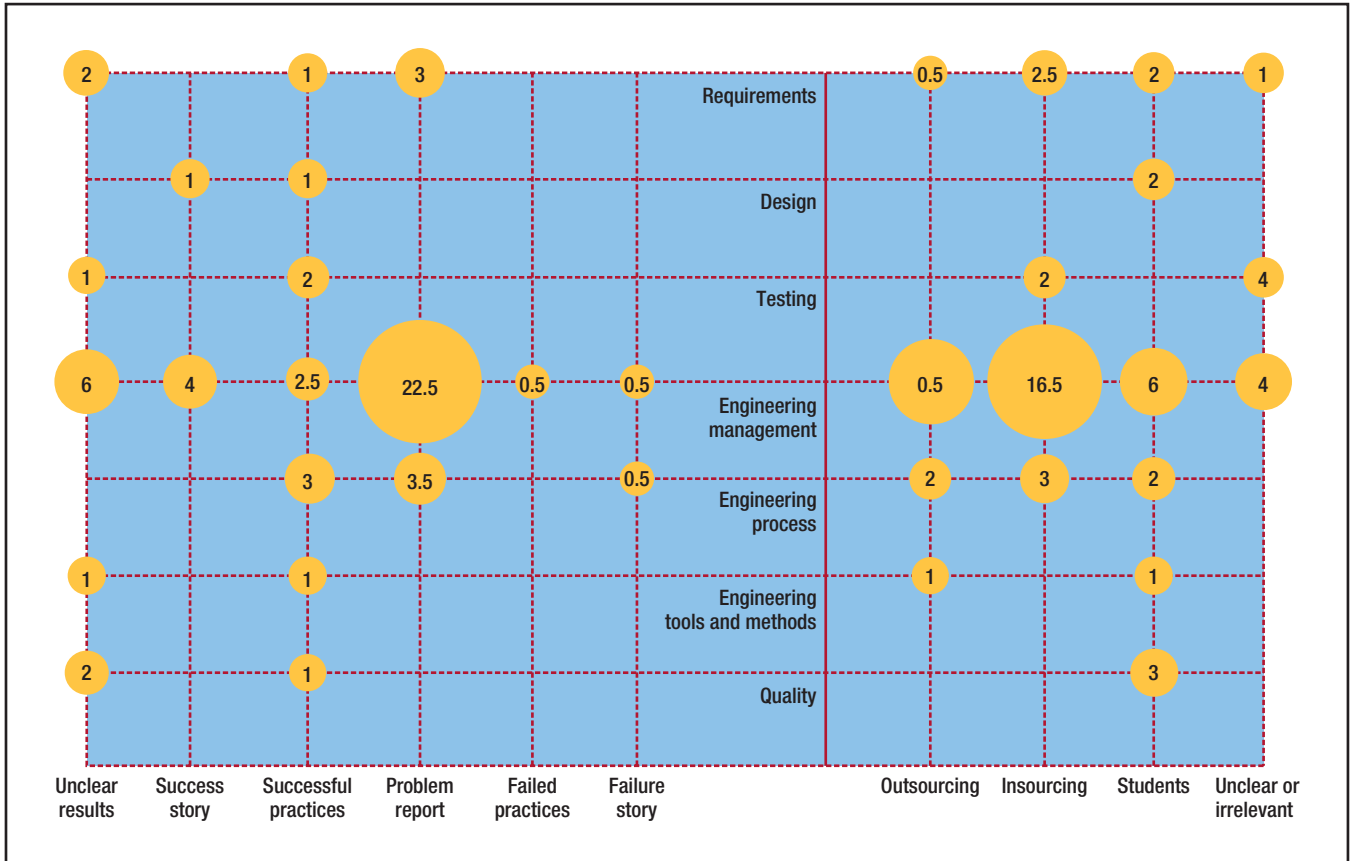 2 1 3 0.5 2.5 2 1
Requirements
1 1 2
Design
1 2 2 4
Testing
6 4 2.5 22.5 0.5 0.5 0.5 16.5 6 4
Engineering
management
3 3.5 0.5 2 3 2
Engineering
process
1 1 1 1
Engineering
tools and methods
2 1 3
Quality
Unclear Success Successful Problem Failed Failure Outsourcing Insourcing Students Unclear or
results story practices report practices story irrelevant